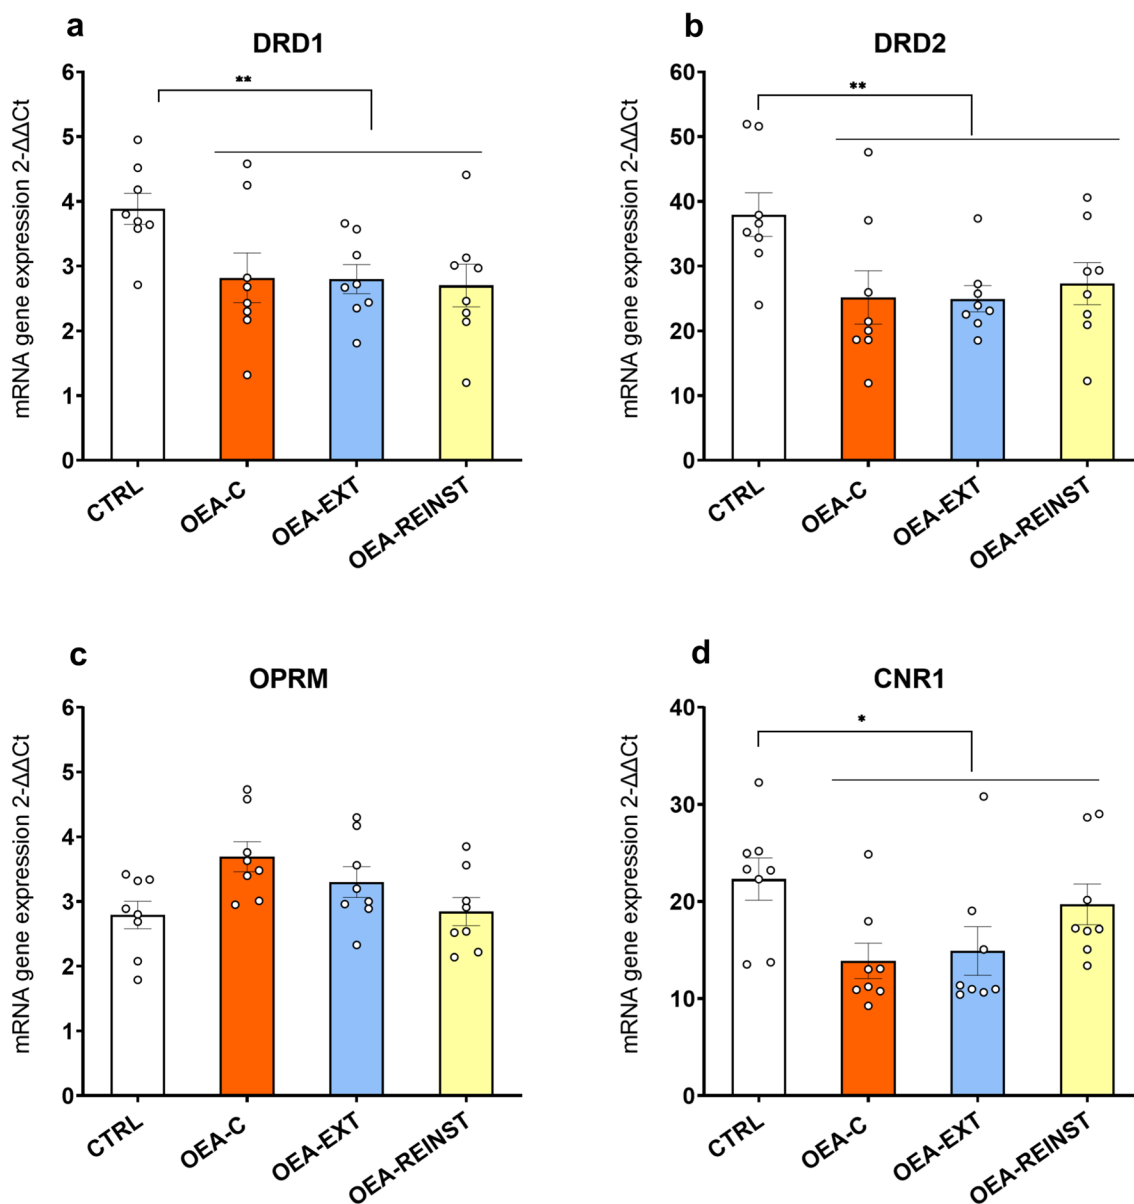 a
DRD1
mRNA gene expression 2-ΔΔCt
6
5
4
3
2
1
0
**
CTRL
OEA-C
OEA-EXT
OEA-REINST
b
DRD2
mRNA gene expression 2-ΔΔCt
60
50
40
30
20
10
0
**
CTRL
OEA-C
OEA-EXT
OEA-REINST
c
OPRM
mRNA gene expression 2-ΔΔCt
6
5
4
3
2
1
0
CTRL
OEA-C
OEA-EXT
OEA-REINST
d
CNR1
mRNA gene expression 2-ΔΔCt
40
30
20
10
0
*
CTRL
OEA-C
OEA-EXT
OEA-REINST